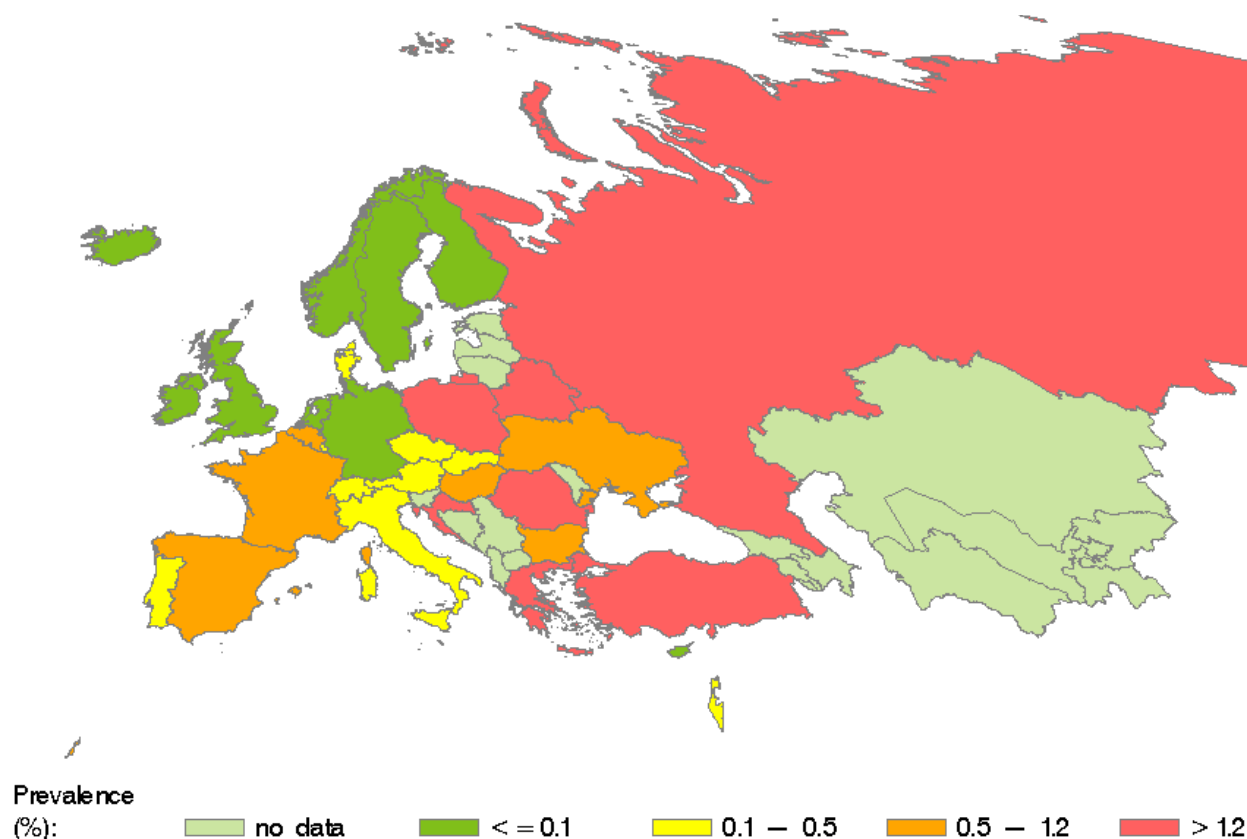 Prevalence
(%): no data < = 0.1 0.1 – 0.5 0.5 – 1.2 > 1.2